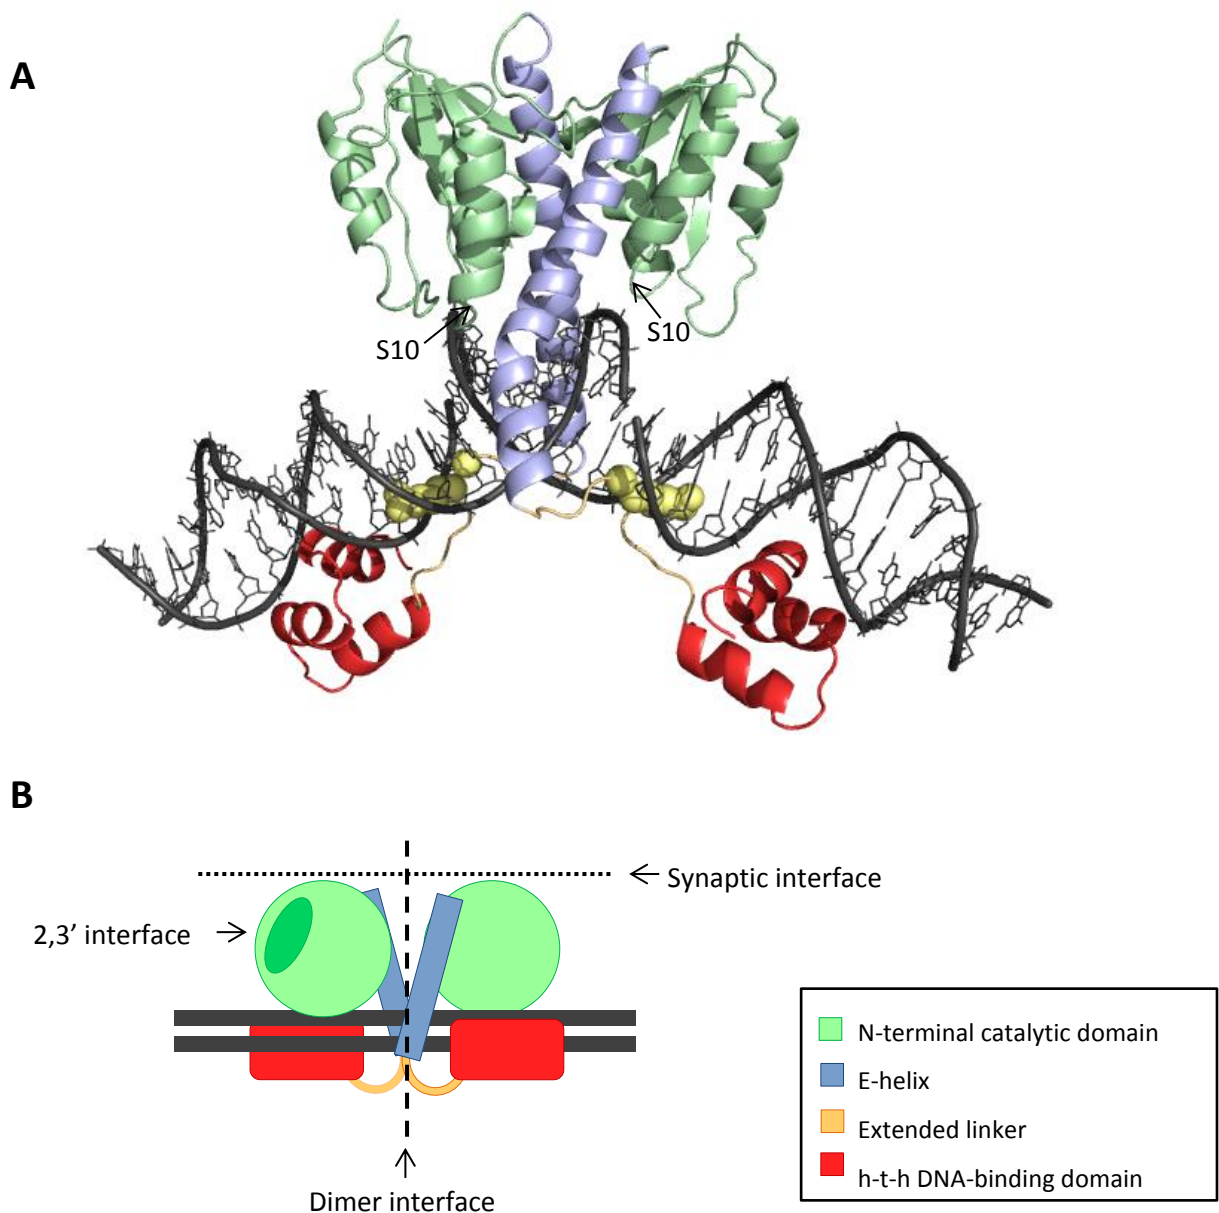 A
S10
S10
B
Synaptic interface
2,3’ interface
Dimer interface
N-terminal catalytic domain
E-helix
Extended linker
h-t-h DNA-binding domain